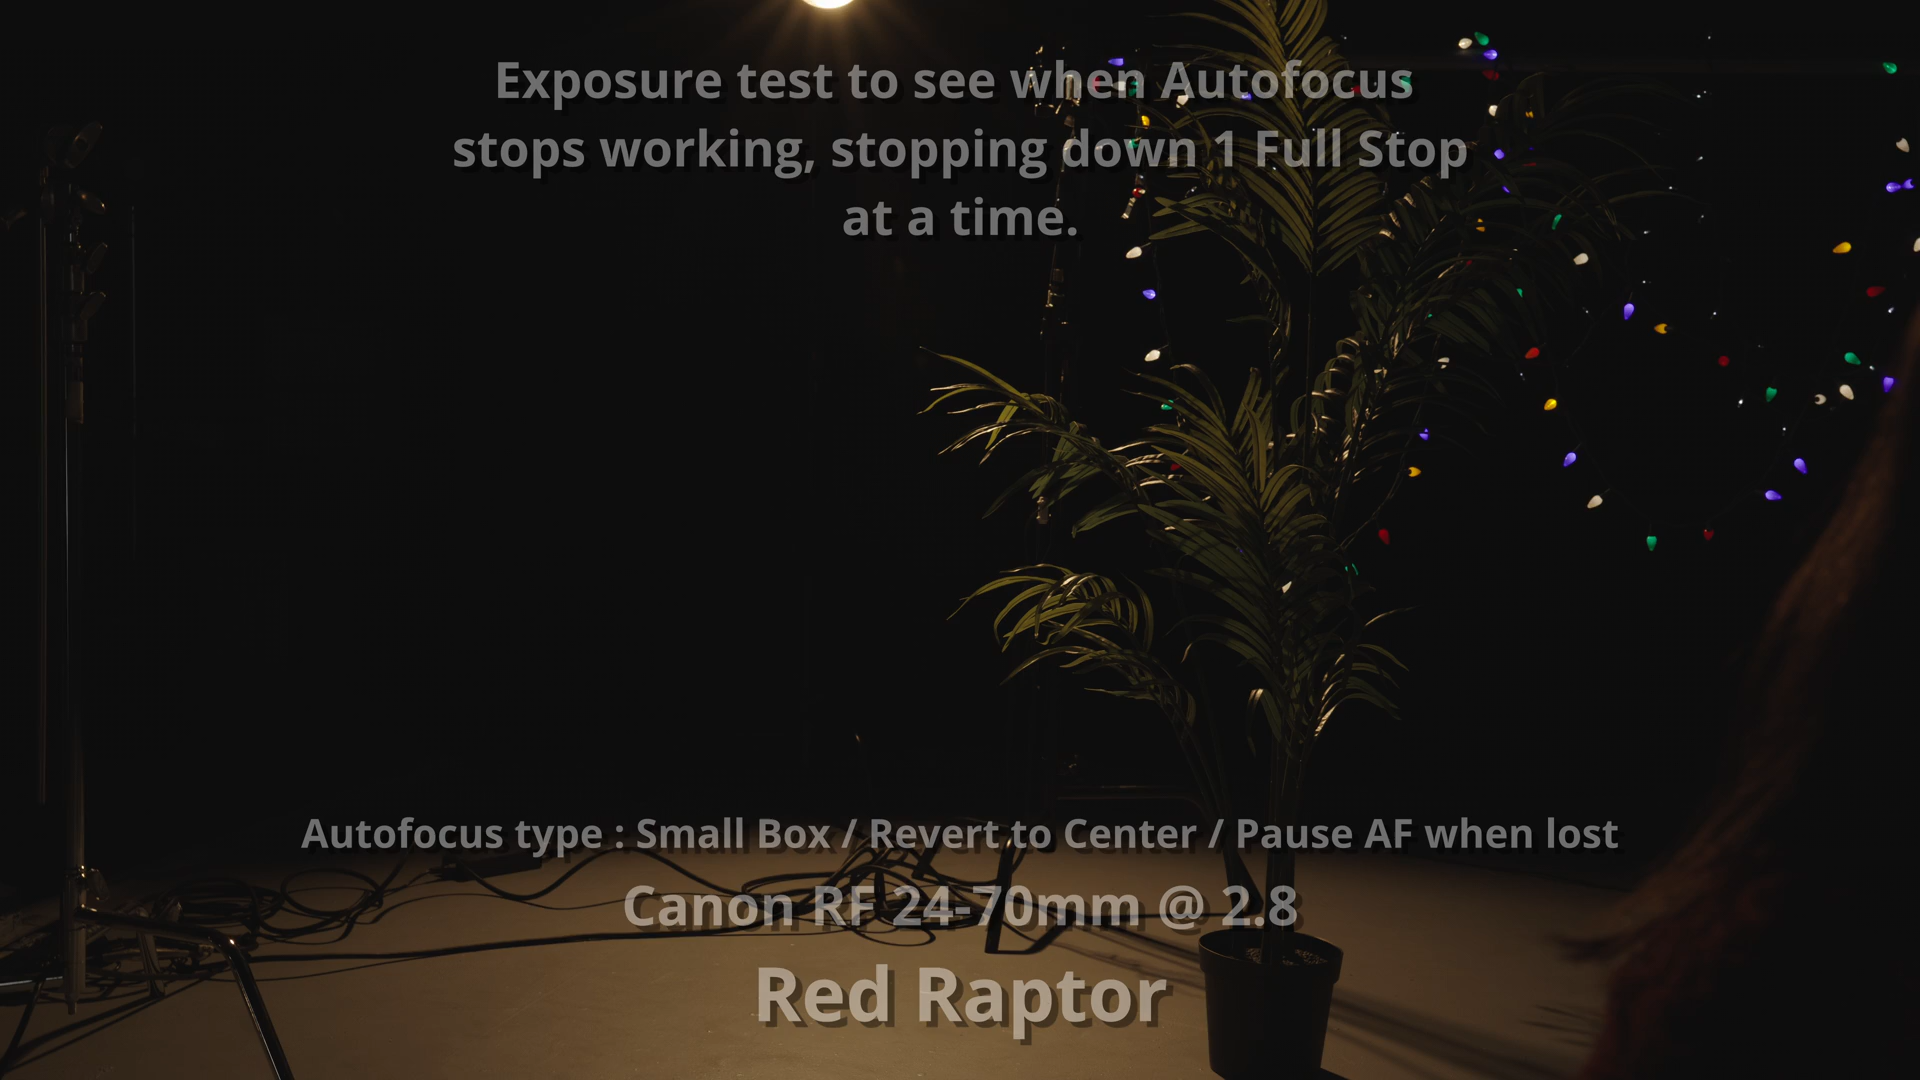 Exposure test to see when Autofocus
stops working, stopping down 1 Full Stop
at a time.
Autofocus type : Small Box / Revert to Center / Pause AF when lost
Canon RF 24-70mm @ 2.8
Red Raptor